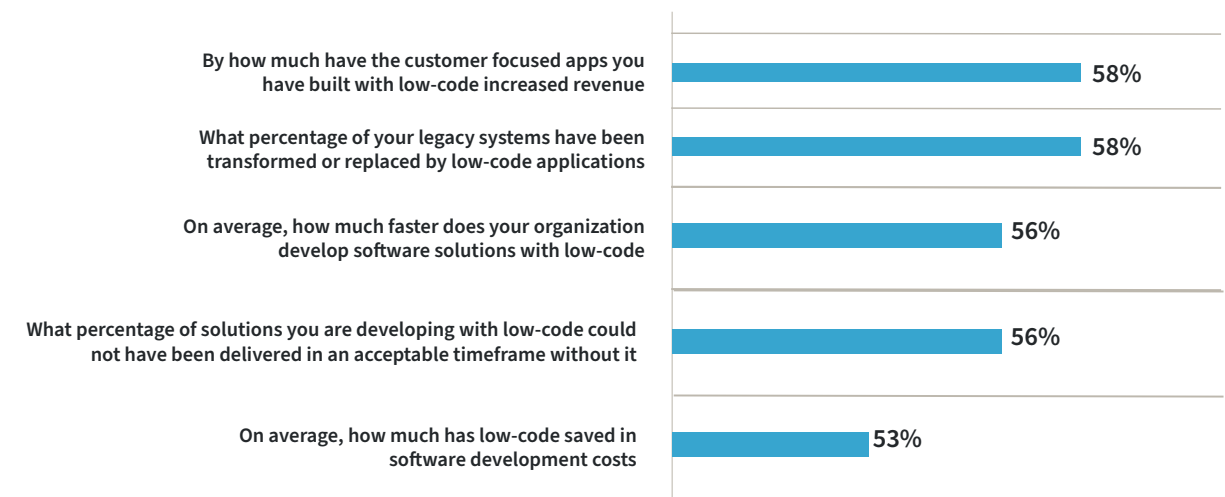 By how much have the customer focused apps you
have built with low-code increased revenue
58%
What percentage of your legacy systems have been
transformed or replaced by low-code applications
58%
On average, how much faster does your organization
develop software solutions with low-code
56%
What percentage of solutions you are developing with low-code could
not have been delivered in an acceptable timeframe without it
56%
On average, how much has low-code saved in
software development costs
53%